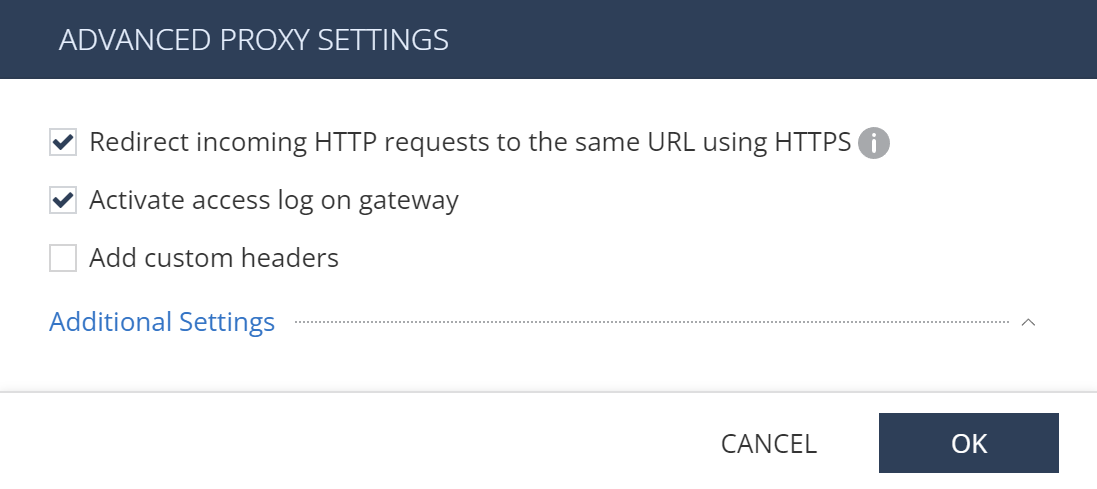 ADVANCED PROXY SETTINGS
Redirect incoming HTTP requests to the same URL using HTTPS
Activate access log on gateway
Add custom headers
Additional Settings
CANCEL OK